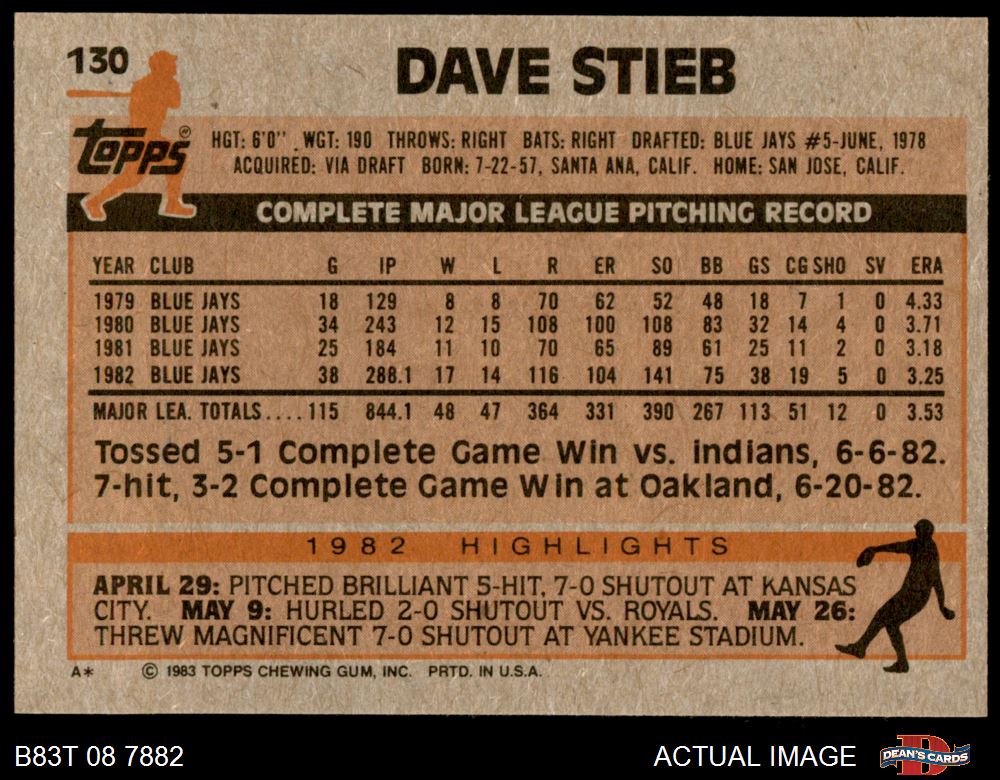 130
DAVE STIEB
Topps®
HGT: 6'0" WGT: 190 THROWS: RIGHT BATS: RIGHT DRAFTED: BLUE JAYS #5-JUNE, 1978
ACQUIRED: VIA DRAFT BORN: 7-22-57, SANTA ANA, CALIF. HOME: SAN JOSE, CALIF.
COMPLETE MAJOR LEAGUE PITCHING RECORD
YEAR CLUB G IP W L R ER SO BB GS CG SHO SV ERA
1979 BLUE JAYS 18 129 8 8 70 62 52 48 18 7 1 0 4.33
1980 BLUE JAYS 34 243 12 15 108 100 108 83 32 14 4 0 3.71
1981 BLUE JAYS 25 184 11 10 70 65 89 61 25 11 2 0 3.18
1982 BLUE JAYS 38 288.1 17 14 116 104 141 75 38 19 5 0 3.25
MAJOR LEA. TOTALS.... 115 844.1 48 47 364 331 390 267 113 51 12 0 3.53
Tossed 5-1 Complete Game Win vs. Indians, 6-6-82.
7-hit, 3-2 Complete Game Win at Oakland, 6-20-82.
1982 HIGHLIGHTS
APRIL 29: PITCHED BRILLIANT 5-HIT, 7-0 SHUTOUT AT KANSAS
CITY. MAY 9: HURLED 2-0 SHUTOUT VS. ROYALS. MAY 26:
THREW MAGNIFICENT 7-0 SHUTOUT AT YANKEE STADIUM.
A* © 1983 TOPPS CHEWING GUM, INC. PRTD. IN U.S.A.
B83T 08 7882 ACTUAL IMAGE DEAN'S CARDS